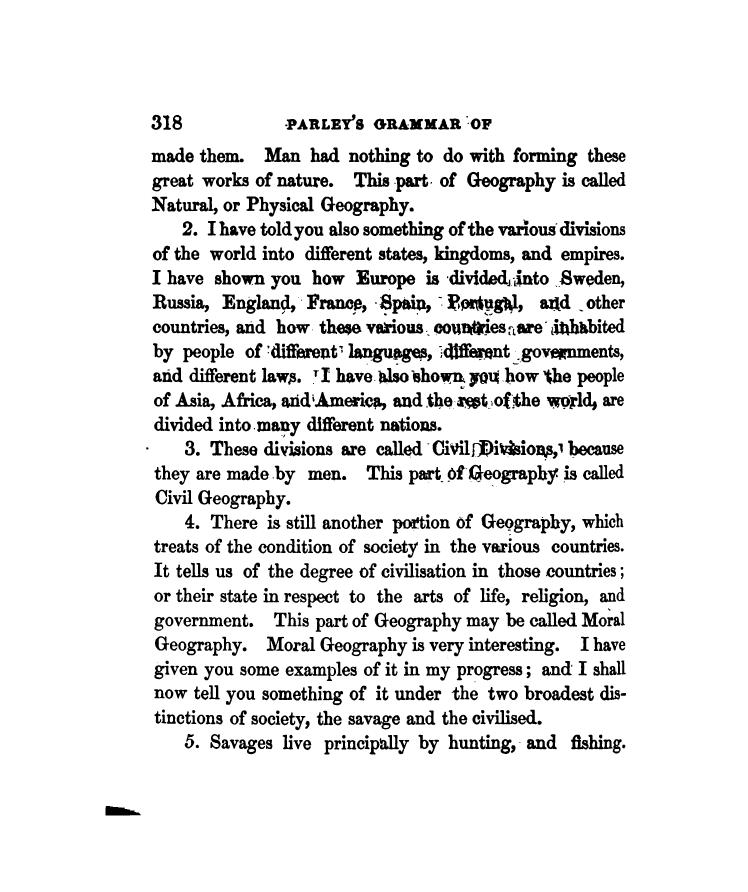 318 PARLEY'S GRAMMAR OF
made them. Man had nothing to do with forming these
great works of nature. This part of Geography is called
Natural, or Physical Geography.
2. I have told you also something of the various divisions
of the world into different states, kingdoms, and empires.
I have shown you how Europe is divided into Sweden,
Russia, England, France, Spain, Portugal, and other
countries, and how these various countries are inhabited
by people of different languages, different governments,
and different laws. I have also shown you how the people
of Asia, Africa, and America, and the rest of the world, are
divided into many different nations.
3. These divisions are called Civil Divisions, because
they are made by men. This part of Geography is called
Civil Geography.
4. There is still another portion of Geography, which
treats of the condition of society in the various countries.
It tells us of the degree of civilisation in those countries;
or their state in respect to the arts of life, religion, and
government. This part of Geography may be called Moral
Geography. Moral Geography is very interesting. I have
given you some examples of it in my progress; and I shall
now tell you something of it under the two broadest dis-
tinctions of society, the savage and the civilised.
5. Savages live principally by hunting, and fishing.